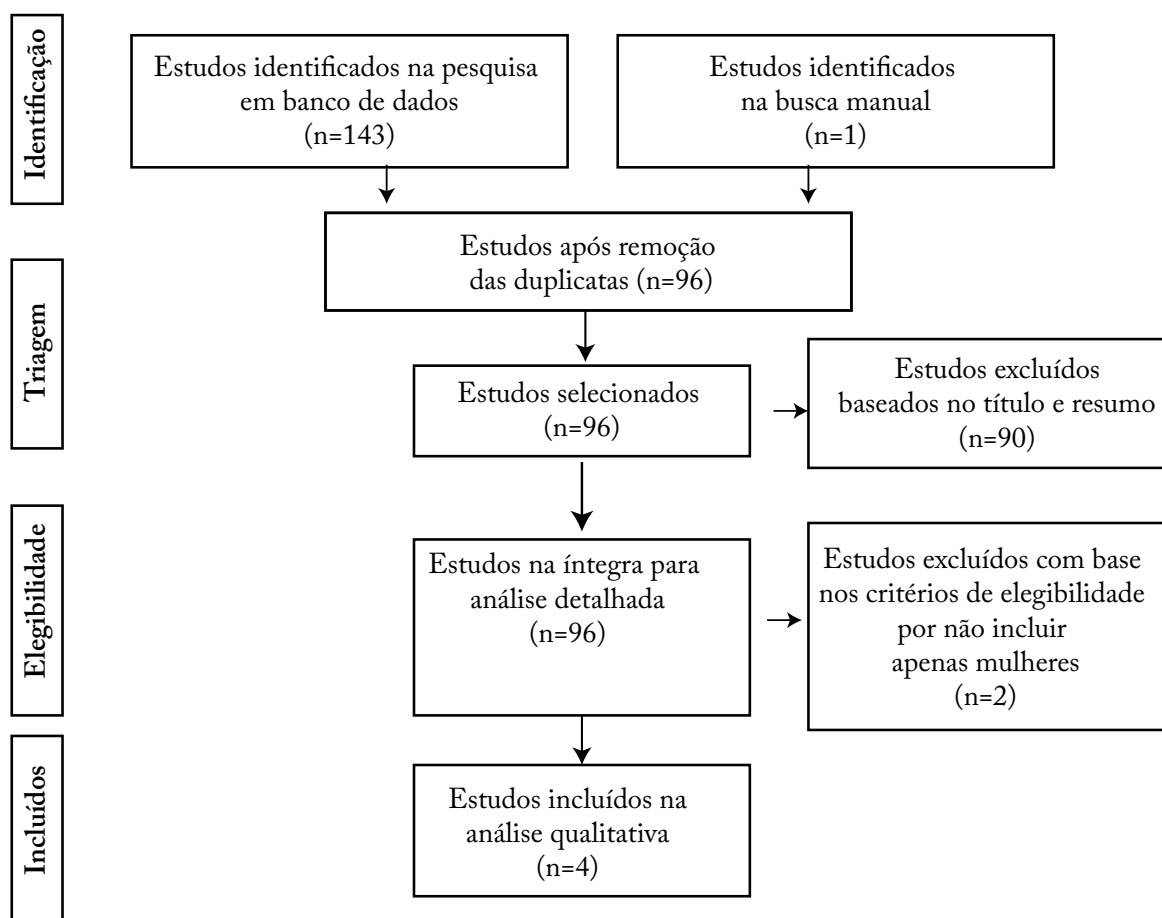 Identificação
Estudos identificados na pesquisa
em banco de dados
(n=143)
Estudos identificados
na busca manual
(n=1)
Estudos após remoção
das duplicatas (n=96)
Triagem
Estudos selecionados
(n=96)
Estudos excluídos
baseados no título e resumo
(n=90)
Elegibilidade
Estudos na íntegra para
análise detalhada
(n=96)
Estudos excluídos com base
nos critérios de elegibilidade
por não incluir
apenas mulheres
(n=2)
Incluídos
Estudos incluídos na
análise qualitativa
(n=4)